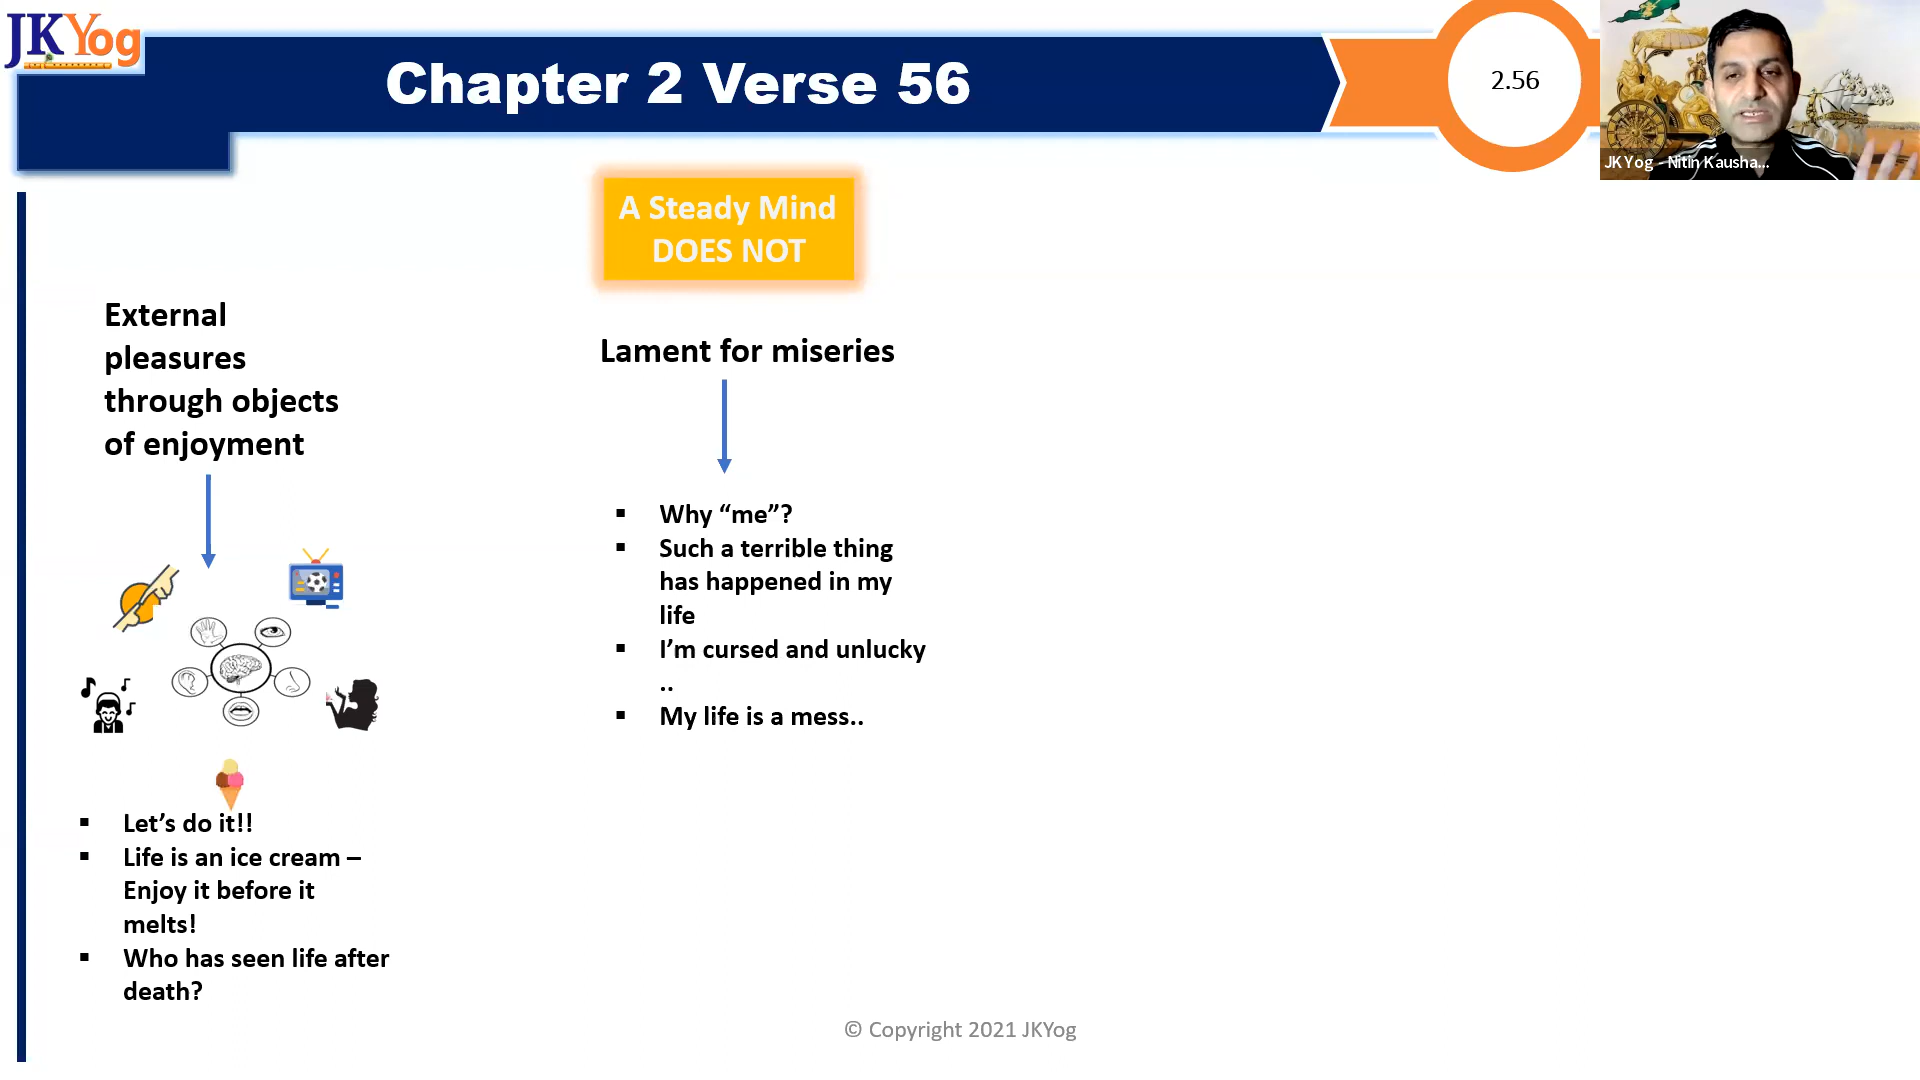 JKYog
Chapter 2 Verse 56
2.56
JK Yog - Nitin Kausha...
A Steady Mind
DOES NOT
External
pleasures
through objects
of enjoyment
Lament for miseries
▪ Why “me”?
▪ Such a terrible thing
has happened in my
life
▪ I’m cursed and unlucky
..
▪ My life is a mess..
▪ Let’s do it!!
▪ Life is an ice cream –
Enjoy it before it
melts!
▪ Who has seen life after
death?
© Copyright 2021 JKYog